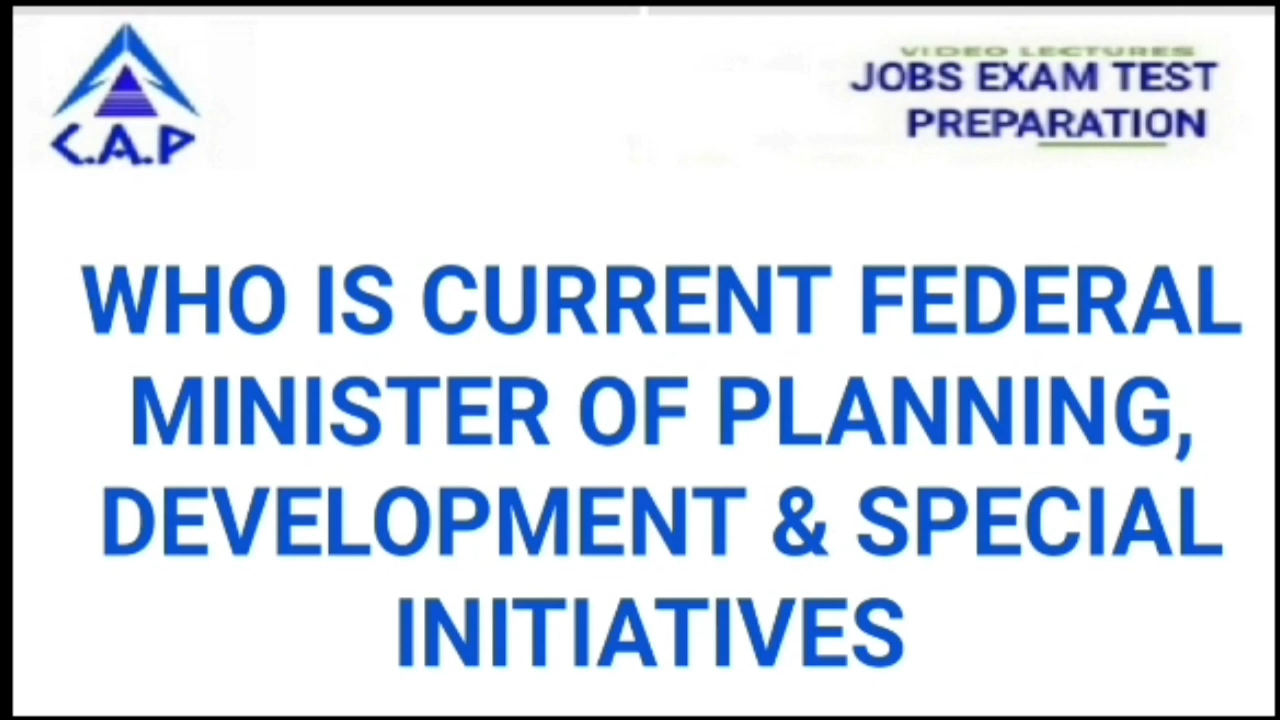 C.A.P
VIDEO LECTURES
JOBS EXAM TEST
PREPARATION
WHO IS CURRENT FEDERAL
MINISTER OF PLANNING,
DEVELOPMENT & SPECIAL
INITIATIVES